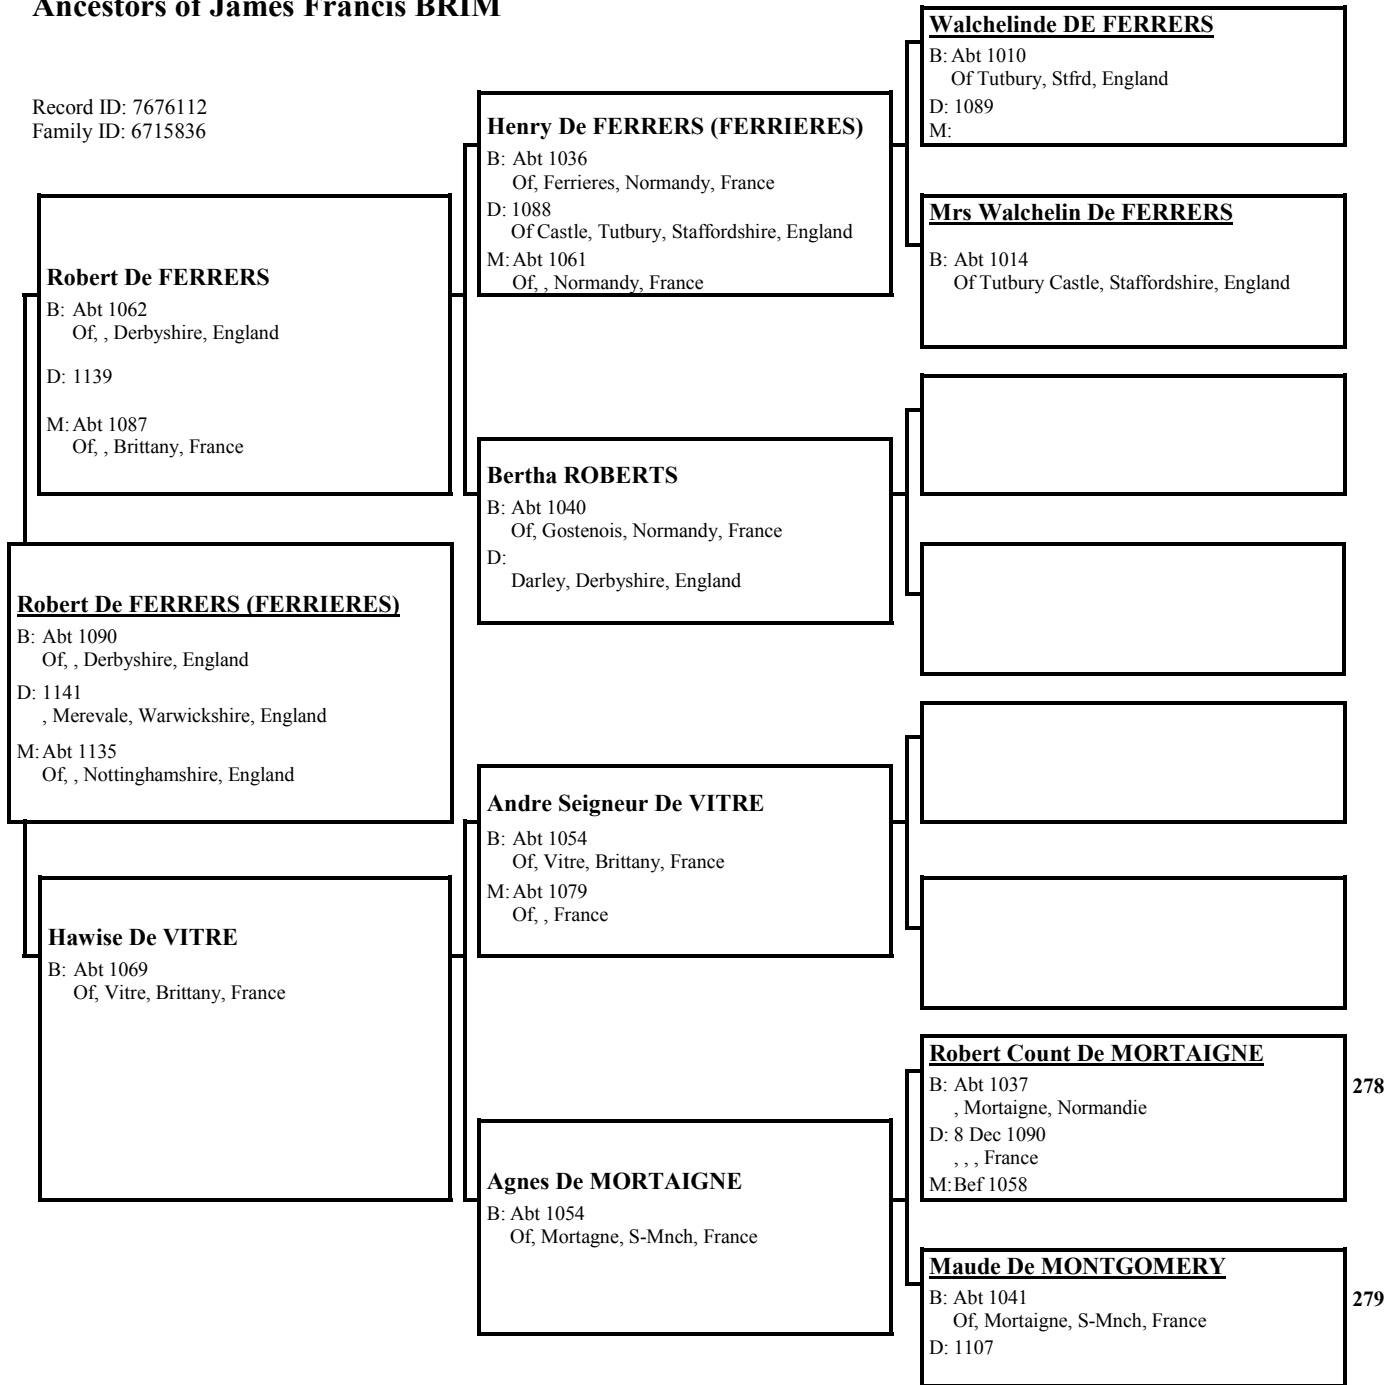 Ancestors of James Francis BRIM
Record ID: 7676112
Family ID: 6715836
Robert De FERRERS
B: Abt 1062
Of, , Derbyshire, England
D: 1139
M: Abt 1087
Of, , Brittany, France
Robert De FERRERS (FERRIERES)
B: Abt 1090
Of, , Derbyshire, England
D: 1141
, Merevale, Warwickshire, England
M: Abt 1135
Of, , Nottinghamshire, England
Hawise De VITRE
B: Abt 1069
Of, Vitre, Brittany, France
Henry De FERRERS (FERRIERES)
B: Abt 1036
Of, Ferrieres, Normandy, France
D: 1088
Of Castle, Tutbury, Staffordshire, England
M: Abt 1061
Of, , Normandy, France
Bertha ROBERTS
B: Abt 1040
Of, Gostenois, Normandy, France
D:
Darley, Derbyshire, England
Andre Seigneur De VITRE
B: Abt 1054
Of, Vitre, Brittany, France
M: Abt 1079
Of, , France
Agnes De MORTAIGNE
B: Abt 1054
Of, Mortagne, S-Mnch, France
Walchelinde DE FERRERS
B: Abt 1010
Of Tutbury, Stfrd, England
D: 1089
M:
Mrs Walchelin De FERRERS
B: Abt 1014
Of Tutbury Castle, Staffordshire, England
Robert Count De MORTAIGNE
B: Abt 1037
, Mortaigne, Normandie
D: 8 Dec 1090
, , , France
M: Bef 1058
278
Maude De MONTGOMERY
B: Abt 1041
Of, Mortaigne, S-Mnch, France
D: 1107
279